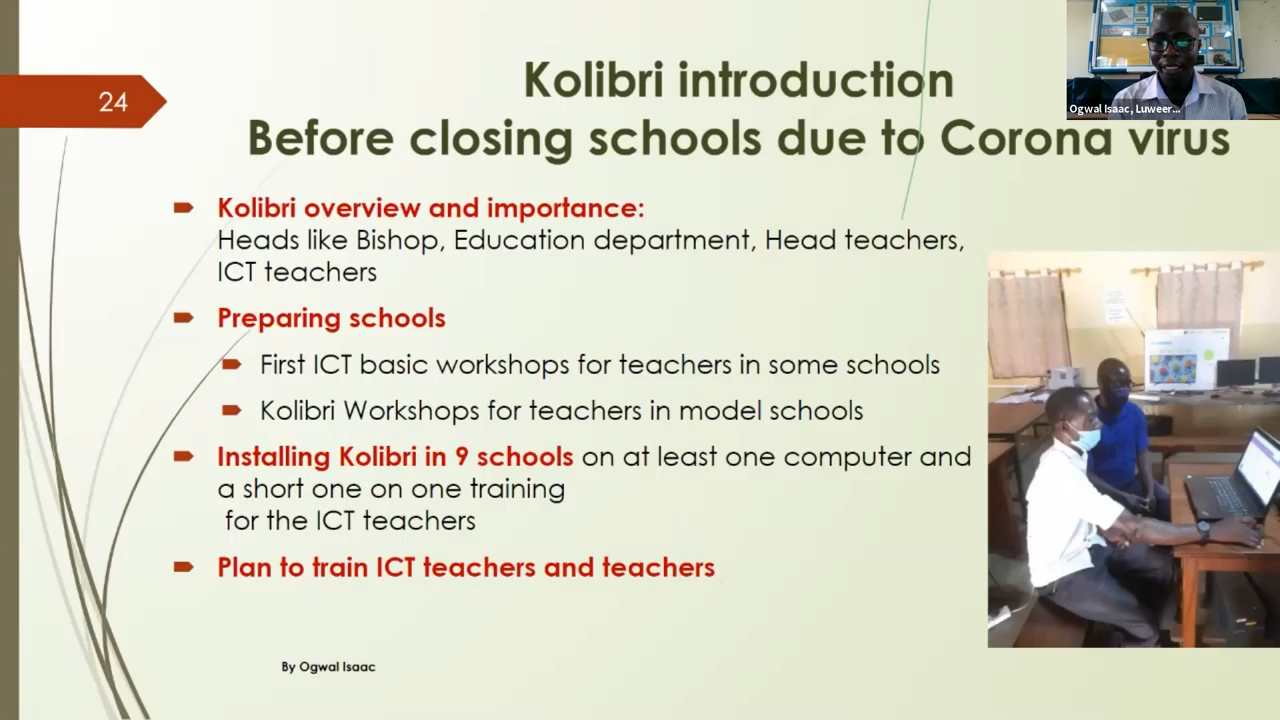 24
Kolibri introduction
Before closing schools due to Corona virus
Ogwal Isaac, Luweer...
Kolibri overview and importance:
Heads like Bishop, Education department, Head teachers,
ICT teachers
Preparing schools
First ICT basic workshops for teachers in some schools
Kolibri Workshops for teachers in model schools
Installing Kolibri in 9 schools on at least one computer and
a short one on one training
for the ICT teachers
Plan to train ICT teachers and teachers
By Ogwal Isaac